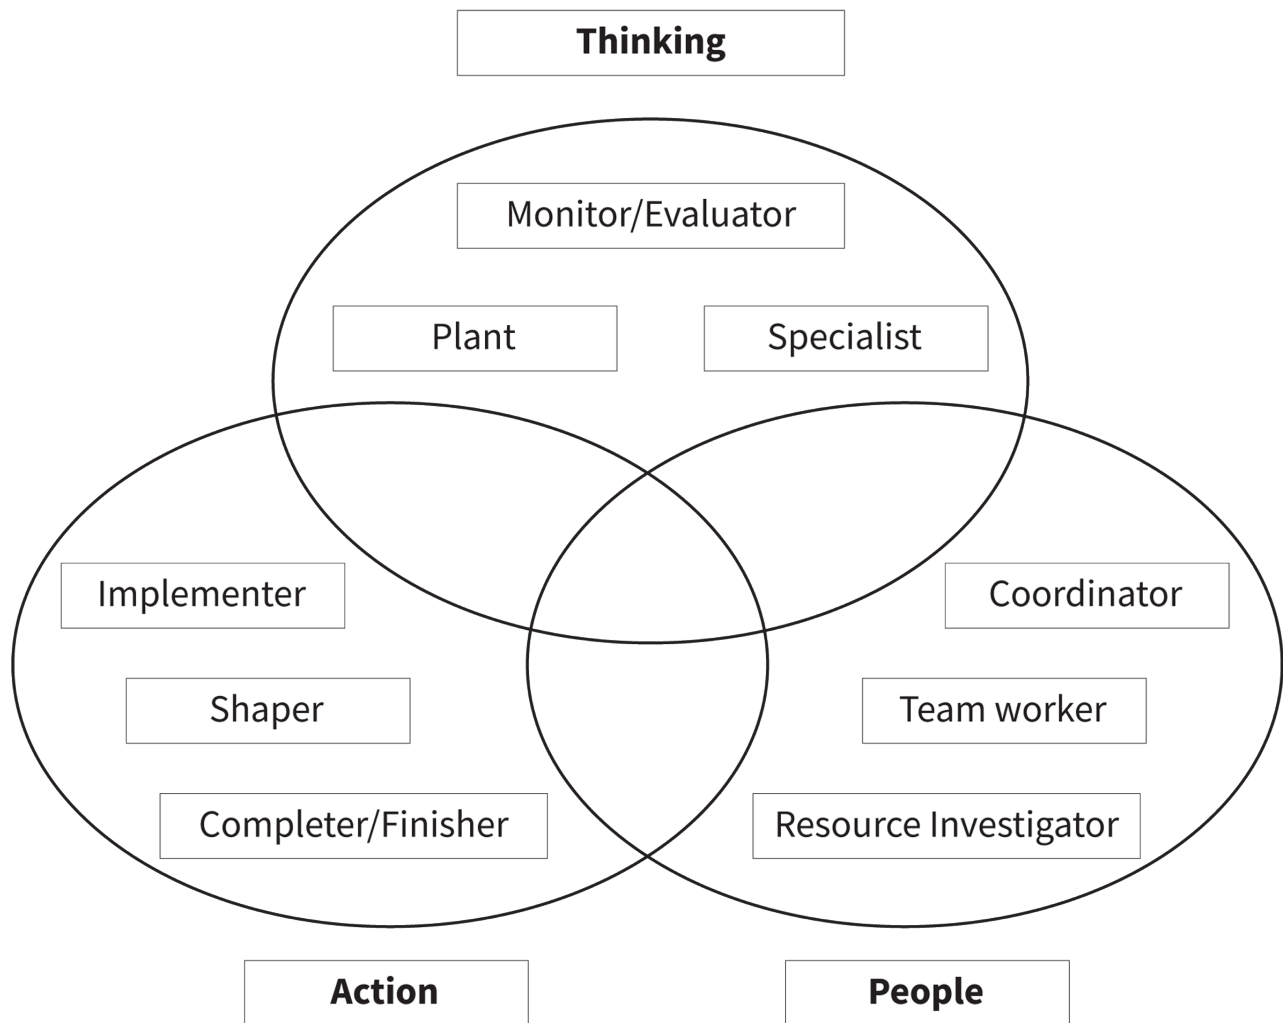 Thinking
Monitor/Evaluator
Plant
Specialist
Implementer
Coordinator
Shaper
Team worker
Completer/Finisher
Resource Investigator
Action
People